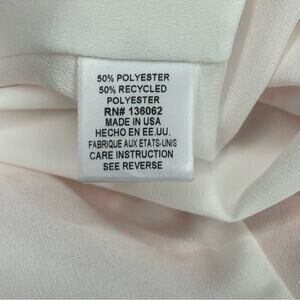 50% POLYESTER
50% RECYCLED
POLYESTER
RN# 136062
MADE IN USA
HECHO EN EE.UU.
FABRIQUE AUX ETATS-UNIS
CARE INSTRUCTION
SEE REVERSE